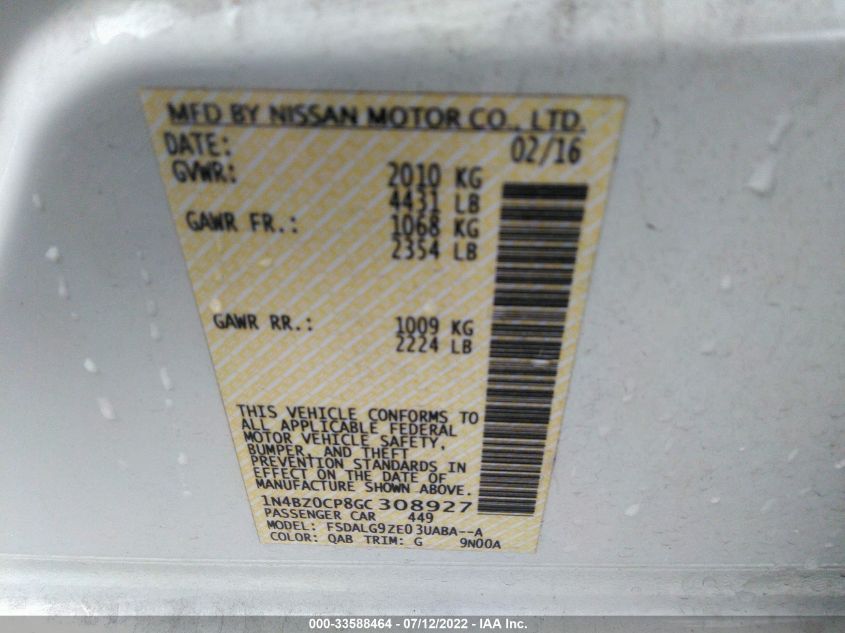 MFD BY NISSAN MOTOR CO., LTD.
DATE: 02/16
GVWR: 2010 KG
4431 LB
GAWR FR.: 1068 KG
2354 LB
GAWR RR.: 1009 KG
2224 LB
THIS VEHICLE CONFORMS TO
ALL APPLICABLE FEDERAL
MOTOR VEHICLE SAFETY,
BUMPER, AND THEFT
PREVENTION STANDARDS IN
EFFECT ON THE DATE OF
MANUFACTURE SHOWN ABOVE.
1N4BZ0CP8GC308927
PASSENGER CAR 449
MODEL: FSDALG9ZE03UABA--A
COLOR: QAB TRIM: G 9N00A
000-33588464 - 07/12/2022 - IAA Inc.